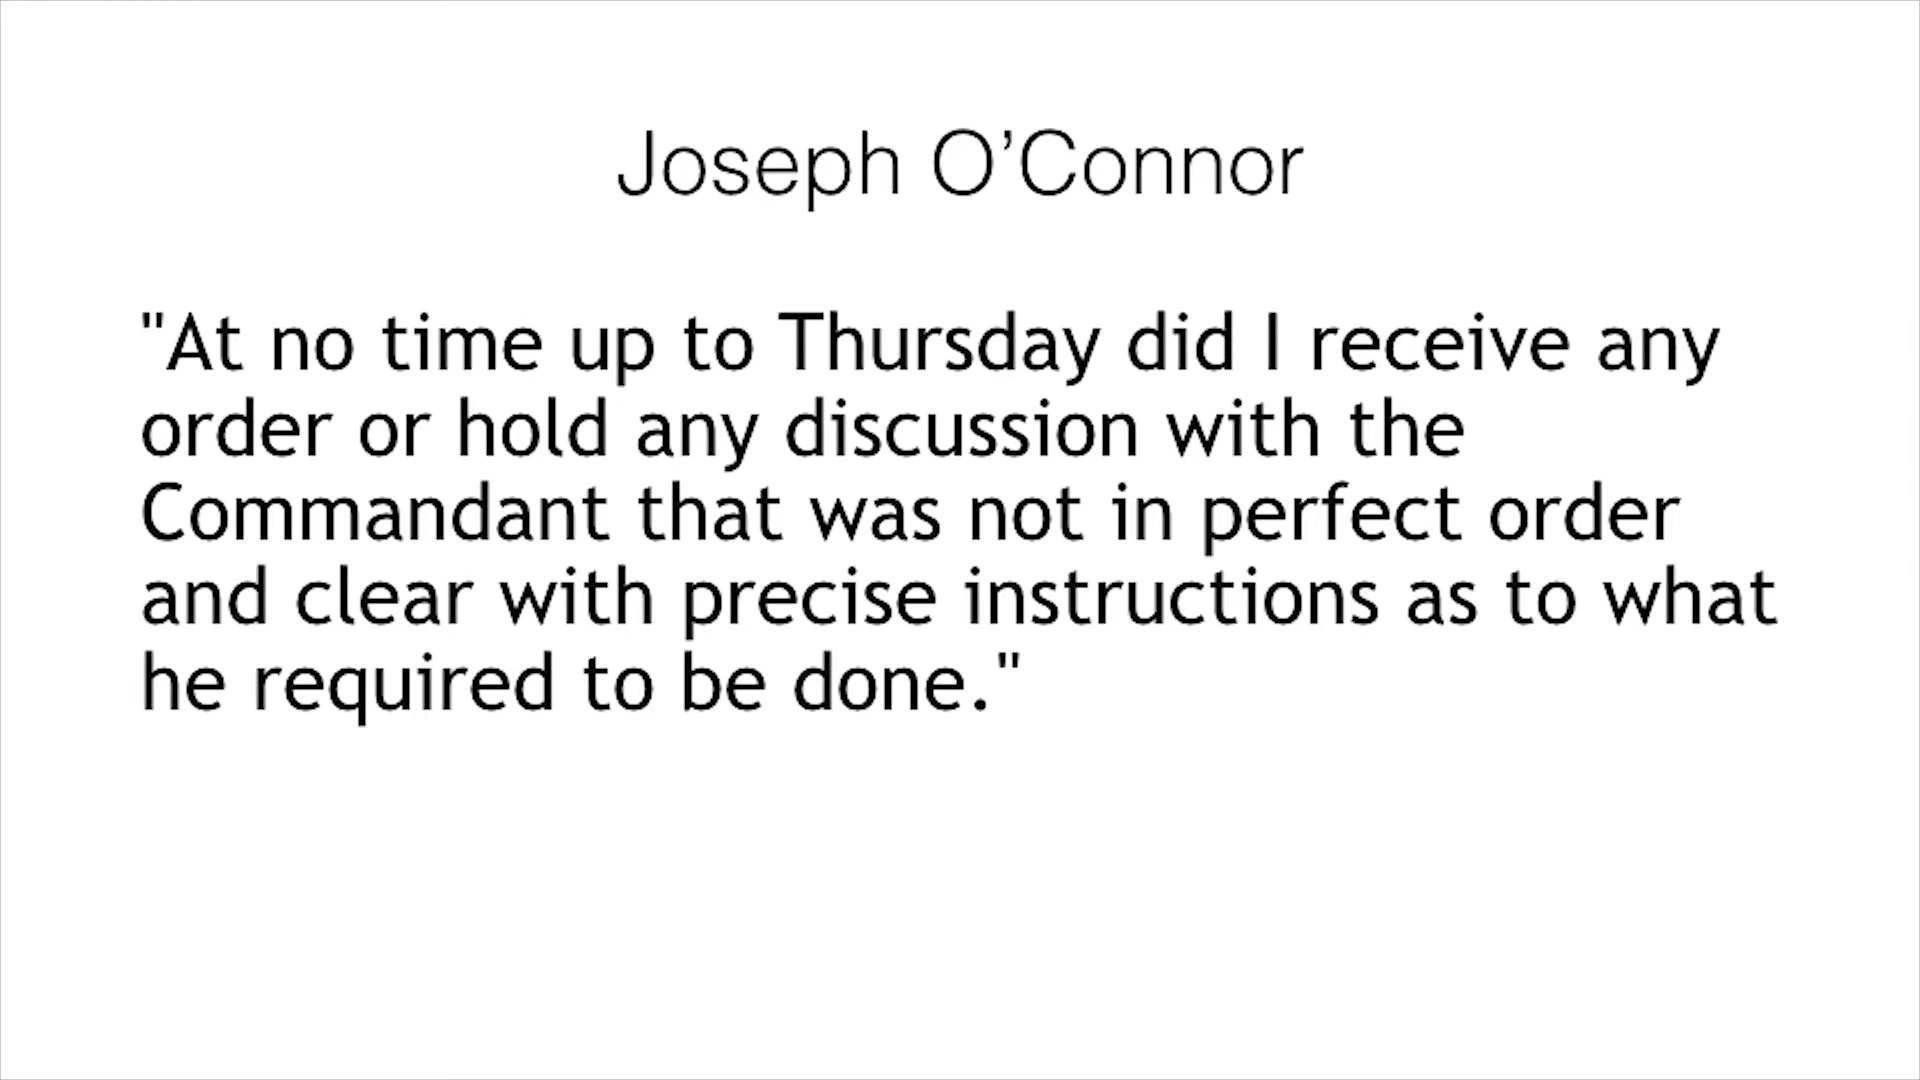 Joseph O’Connor
"At no time up to Thursday did I receive any
order or hold any discussion with the
Commandant that was not in perfect order
and clear with precise instructions as to what
he required to be done."